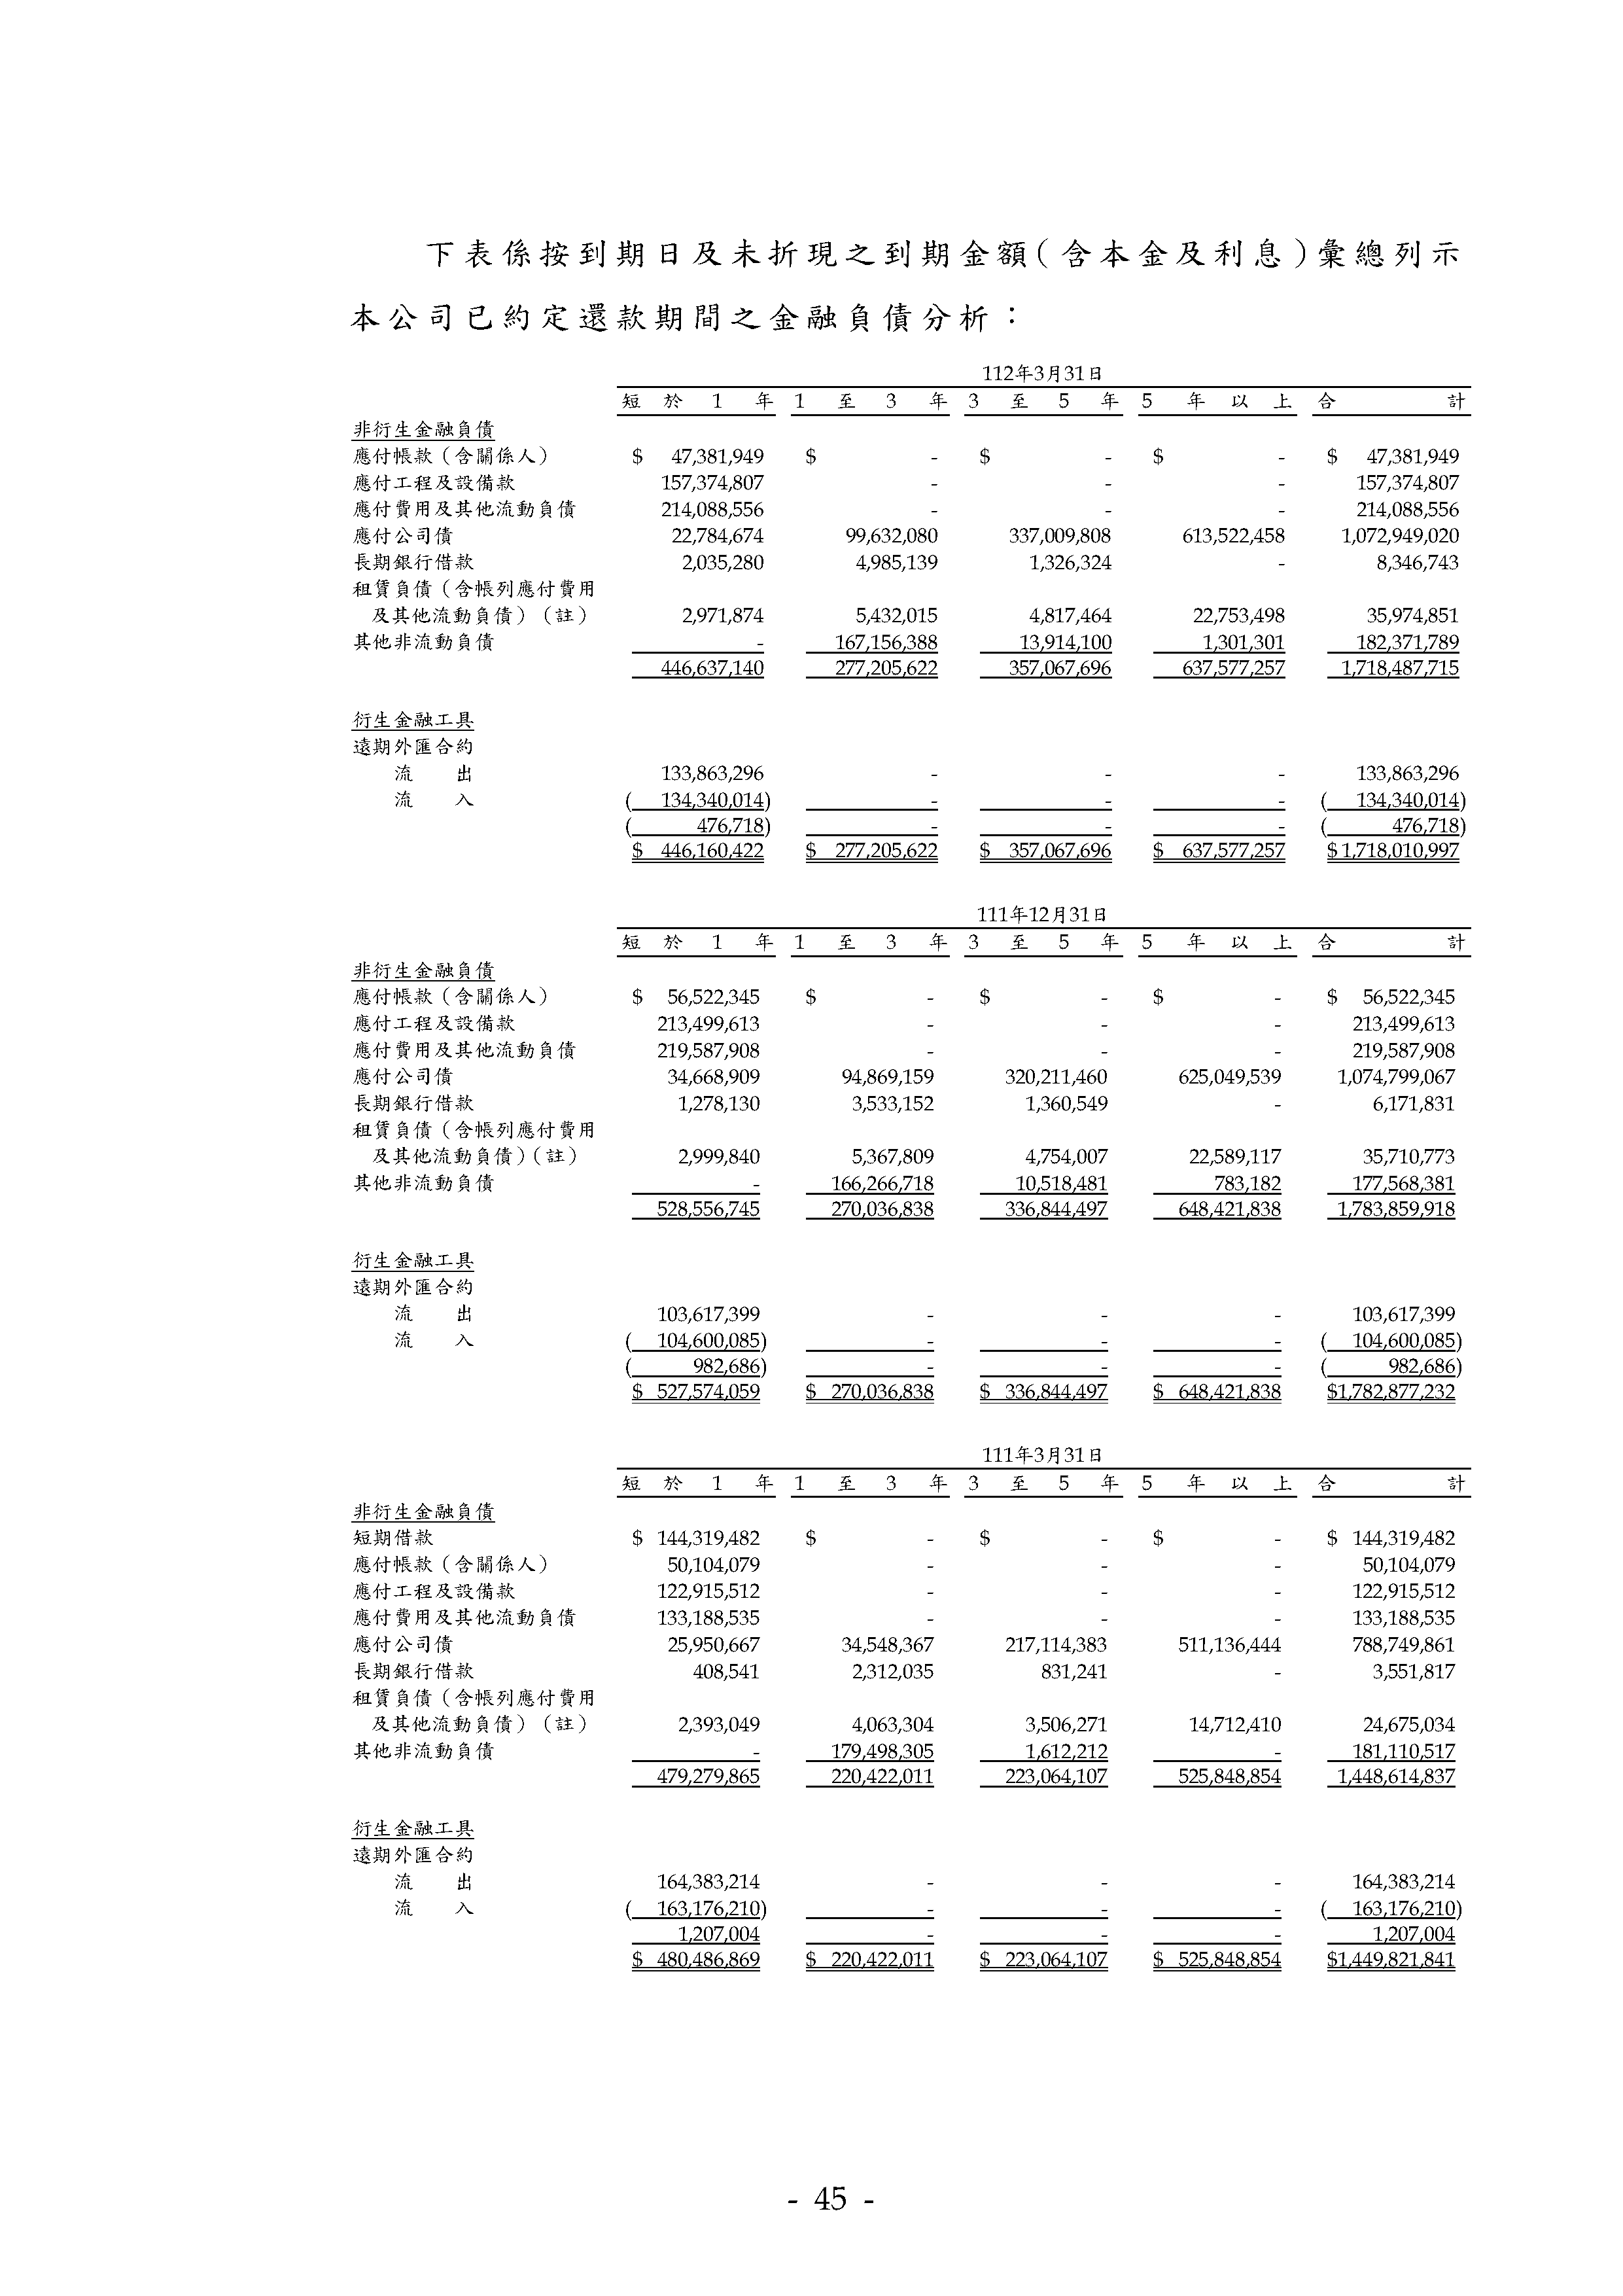 下表係按到期日及未折現之到期金額(含本金及利息)彙總列示
本公司已約定還款期間之金融負債分析：
112年3月31日
短於1年 1至3年 3至5年 5年以上 合計
非衍生金融負債
應付帳款（含關係人） $ 47,381,949 $ - $ - $ - $ 47,381,949
應付工程及設備款 157,374,807 - - - 157,374,807
應付費用及其他流動負債 214,088,556 - - - 214,088,556
應付公司債 22,784,674 99,632,080 337,009,808 613,522,458 1,072,949,020
長期銀行借款 2,035,280 4,985,139 1,326,324 - 8,346,743
租賃負債（含帳列應付費用
及其他流動負債）（註） 2,971,874 5,432,015 4,817,464 22,753,498 35,974,851
其他非流動負債 - 167,156,388 13,914,100 1,301,301 182,371,789
446,637,140 277,205,622 357,067,696 637,577,257 1,718,487,715
衍生金融工具
遠期外匯合約
流出 133,863,296 - - - 133,863,296
流入 ( 134,340,014) - - - ( 134,340,014)
( 476,718) - - - ( 476,718)
$ 446,160,422 $ 277,205,622 $ 357,067,696 $ 637,577,257 $ 1,718,010,997
111年12月31日
短於1年 1至3年 3至5年 5年以上 合計
非衍生金融負債
應付帳款（含關係人） $ 56,522,345 $ - $ - $ - $ 56,522,345
應付工程及設備款 213,499,613 - - - 213,499,613
應付費用及其他流動負債 219,587,908 - - - 219,587,908
應付公司債 34,668,909 94,869,159 320,211,460 625,049,539 1,074,799,067
長期銀行借款 1,278,130 3,533,152 1,360,549 - 6,171,831
租賃負債（含帳列應付費用
及其他流動負債)（註） 2,999,840 5,367,809 4,754,007 22,589,117 35,710,773
其他非流動負債 - 166,266,718 10,518,481 783,182 177,568,381
528,556,745 270,036,838 336,844,497 648,421,838 1,783,859,918
衍生金融工具
遠期外匯合約
流出 103,617,399 - - - 103,617,399
流入 ( 104,600,085) - - - ( 104,600,085)
( 982,686) - - - ( 982,686)
$ 527,574,059 $ 270,036,838 $ 336,844,497 $ 648,421,838 $1,782,877,232
111年3月31日
短於1年 1至3年 3至5年 5年以上 合計
非衍生金融負債
短期借款 $ 144,319,482 $ - $ - $ - $ 144,319,482
應付帳款（含關係人） 50,104,079 - - - 50,104,079
應付工程及設備款 122,915,512 - - - 122,915,512
應付費用及其他流動負債 133,188,535 - - - 133,188,535
應付公司債 25,950,667 34,548,367 217,114,383 511,136,444 788,749,861
長期銀行借款 408,541 2,312,035 831,241 - 3,551,817
租賃負債（含帳列應付費用
及其他流動負債）（註） 2,393,049 4,063,304 3,506,271 14,712,410 24,675,034
其他非流動負債 - 179,498,305 1,612,212 - 181,110,517
479,279,865 220,422,011 223,064,107 525,848,854 1,448,614,837
衍生金融工具
遠期外匯合約
流出 164,383,214 - - - 164,383,214
流入 ( 163,176,210) - - - ( 163,176,210)
1,207,004 - - - 1,207,004
$ 480,486,869 $ 220,422,011 $ 223,064,107 $ 525,848,854 $1,449,821,841
- 45 -